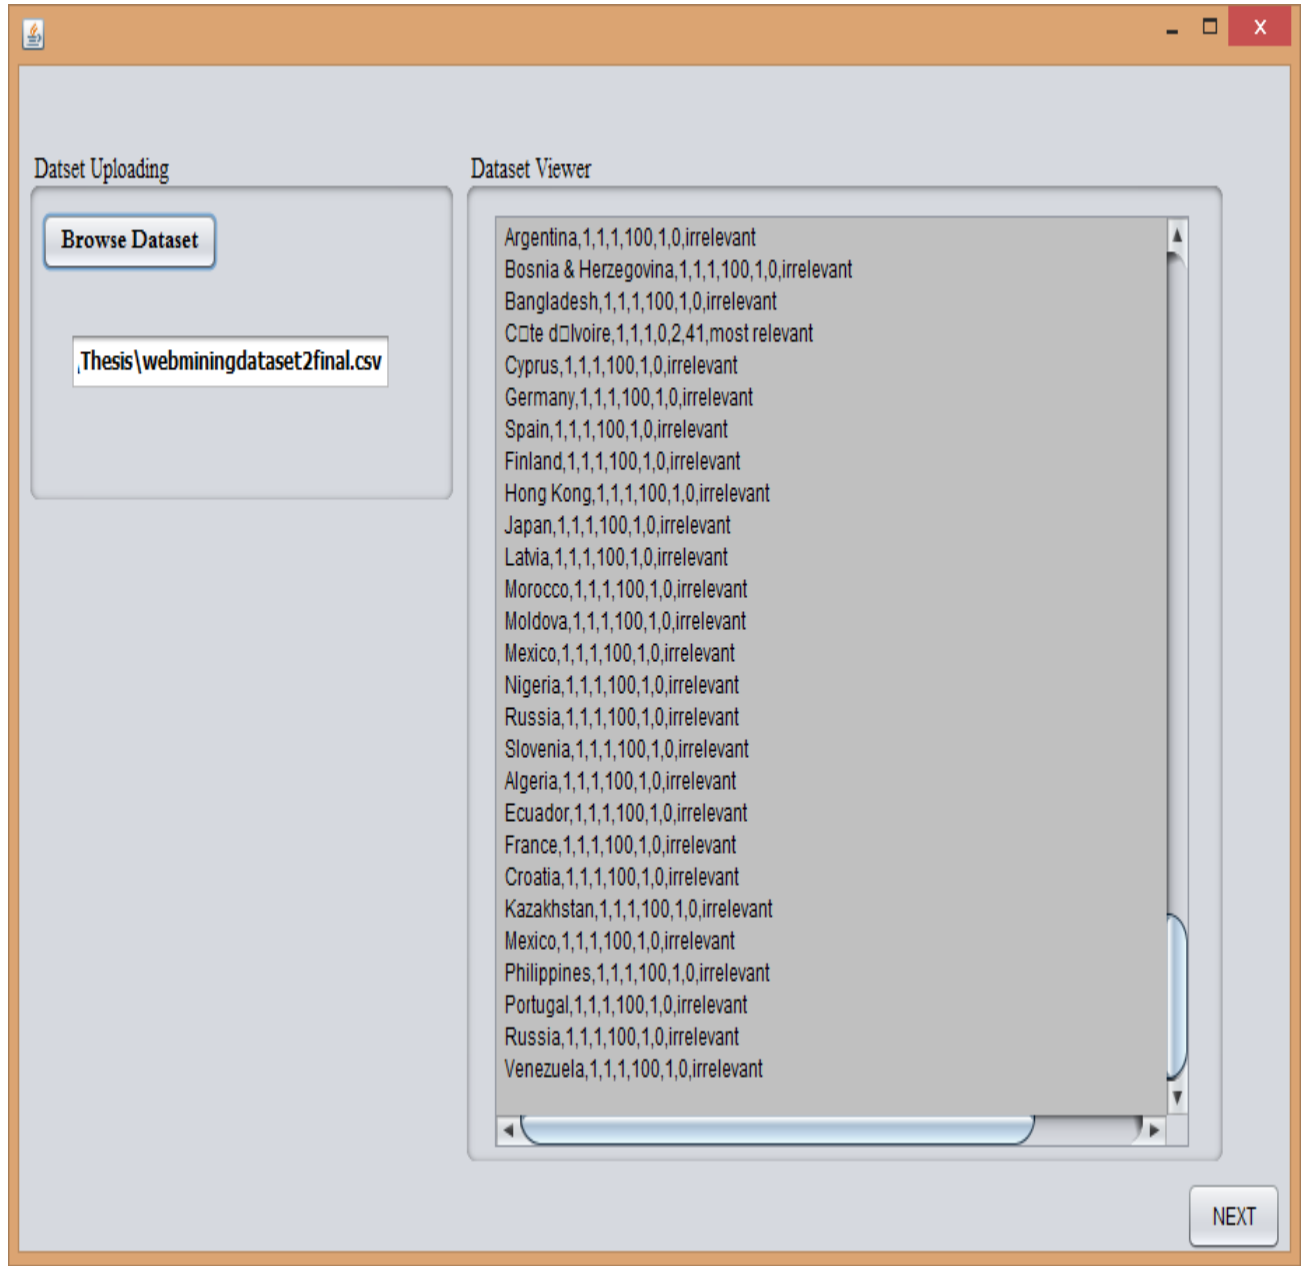 X
Datset Uploading
Browse Dataset
Thesis\webminingdataset2final.csv
Dataset Viewer
Argentina,1,1,1,100,1,0,irrelevant
Bosnia & Herzegovina,1,1,1,100,1,0,irrelevant
Bangladesh,1,1,1,100,1,0,irrelevant
C□te d□Ivoire,1,1,1,0,2,41,most relevant
Cyprus,1,1,1,100,1,0,irrelevant
Germany,1,1,1,100,1,0,irrelevant
Spain,1,1,1,100,1,0,irrelevant
Finland,1,1,1,100,1,0,irrelevant
Hong Kong,1,1,1,100,1,0,irrelevant
Japan,1,1,1,100,1,0,irrelevant
Latvia,1,1,1,100,1,0,irrelevant
Morocco,1,1,1,100,1,0,irrelevant
Moldova,1,1,1,100,1,0,irrelevant
Mexico,1,1,1,100,1,0,irrelevant
Nigeria,1,1,1,100,1,0,irrelevant
Russia,1,1,1,100,1,0,irrelevant
Slovenia,1,1,1,100,1,0,irrelevant
Algeria,1,1,1,100,1,0,irrelevant
Ecuador,1,1,1,100,1,0,irrelevant
France,1,1,1,100,1,0,irrelevant
Croatia,1,1,1,100,1,0,irrelevant
Kazakhstan,1,1,1,100,1,0,irrelevant
Mexico,1,1,1,100,1,0,irrelevant
Philippines,1,1,1,100,1,0,irrelevant
Portugal,1,1,1,100,1,0,irrelevant
Russia,1,1,1,100,1,0,irrelevant
Venezuela,1,1,1,100,1,0,irrelevant
NEXT